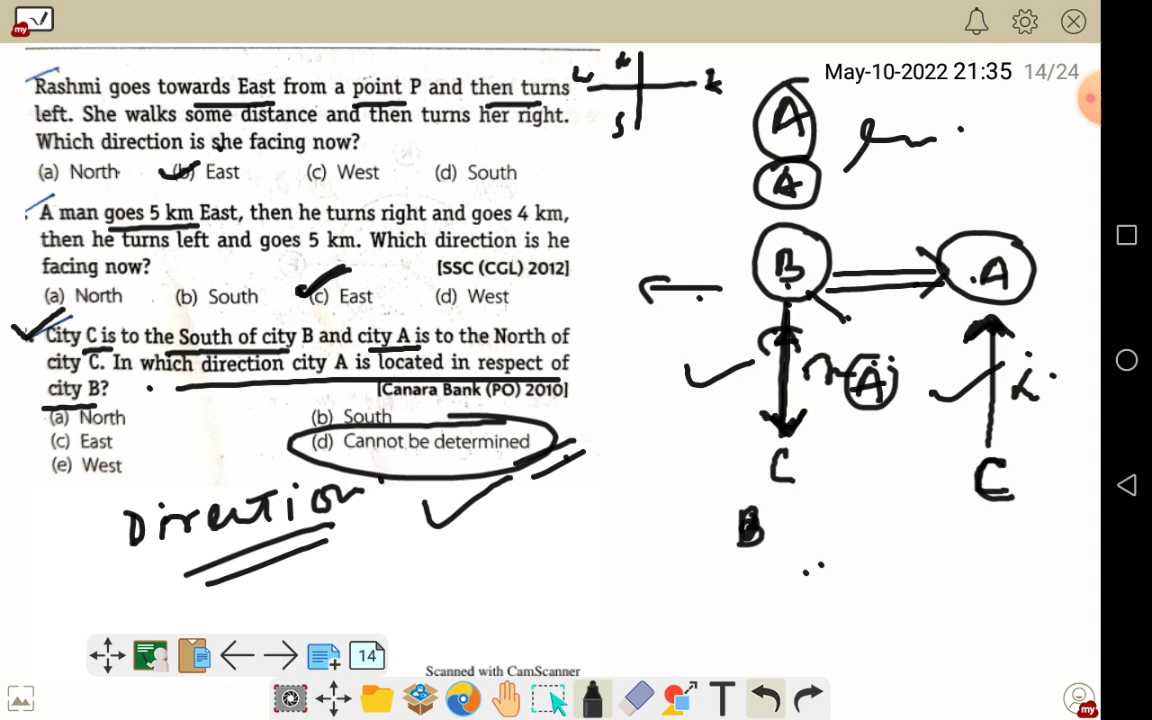 May-10-2022 21:35 14/24
Rashmi goes towards East from a point P and then turns
left. She walks some distance and then turns her right.
Which direction is she facing now?
(a) North (b) East (c) West (d) South
A man goes 5 km East, then he turns right and goes 4 km,
then he turns left and goes 5 km. Which direction is he
facing now? [SSC (CGL) 2012]
(a) North (b) South (c) East (d) West
City C is to the South of city B and city A is to the North of
city C. In which direction city A is located in respect of
city B? [Canara Bank (PO) 2010]
(a) North (b) South
(c) East (d) Cannot be determined
(e) West
Direction
S
A
A
B
A
A
C
C
B
14
Scanned with CamScanner
T
my
my